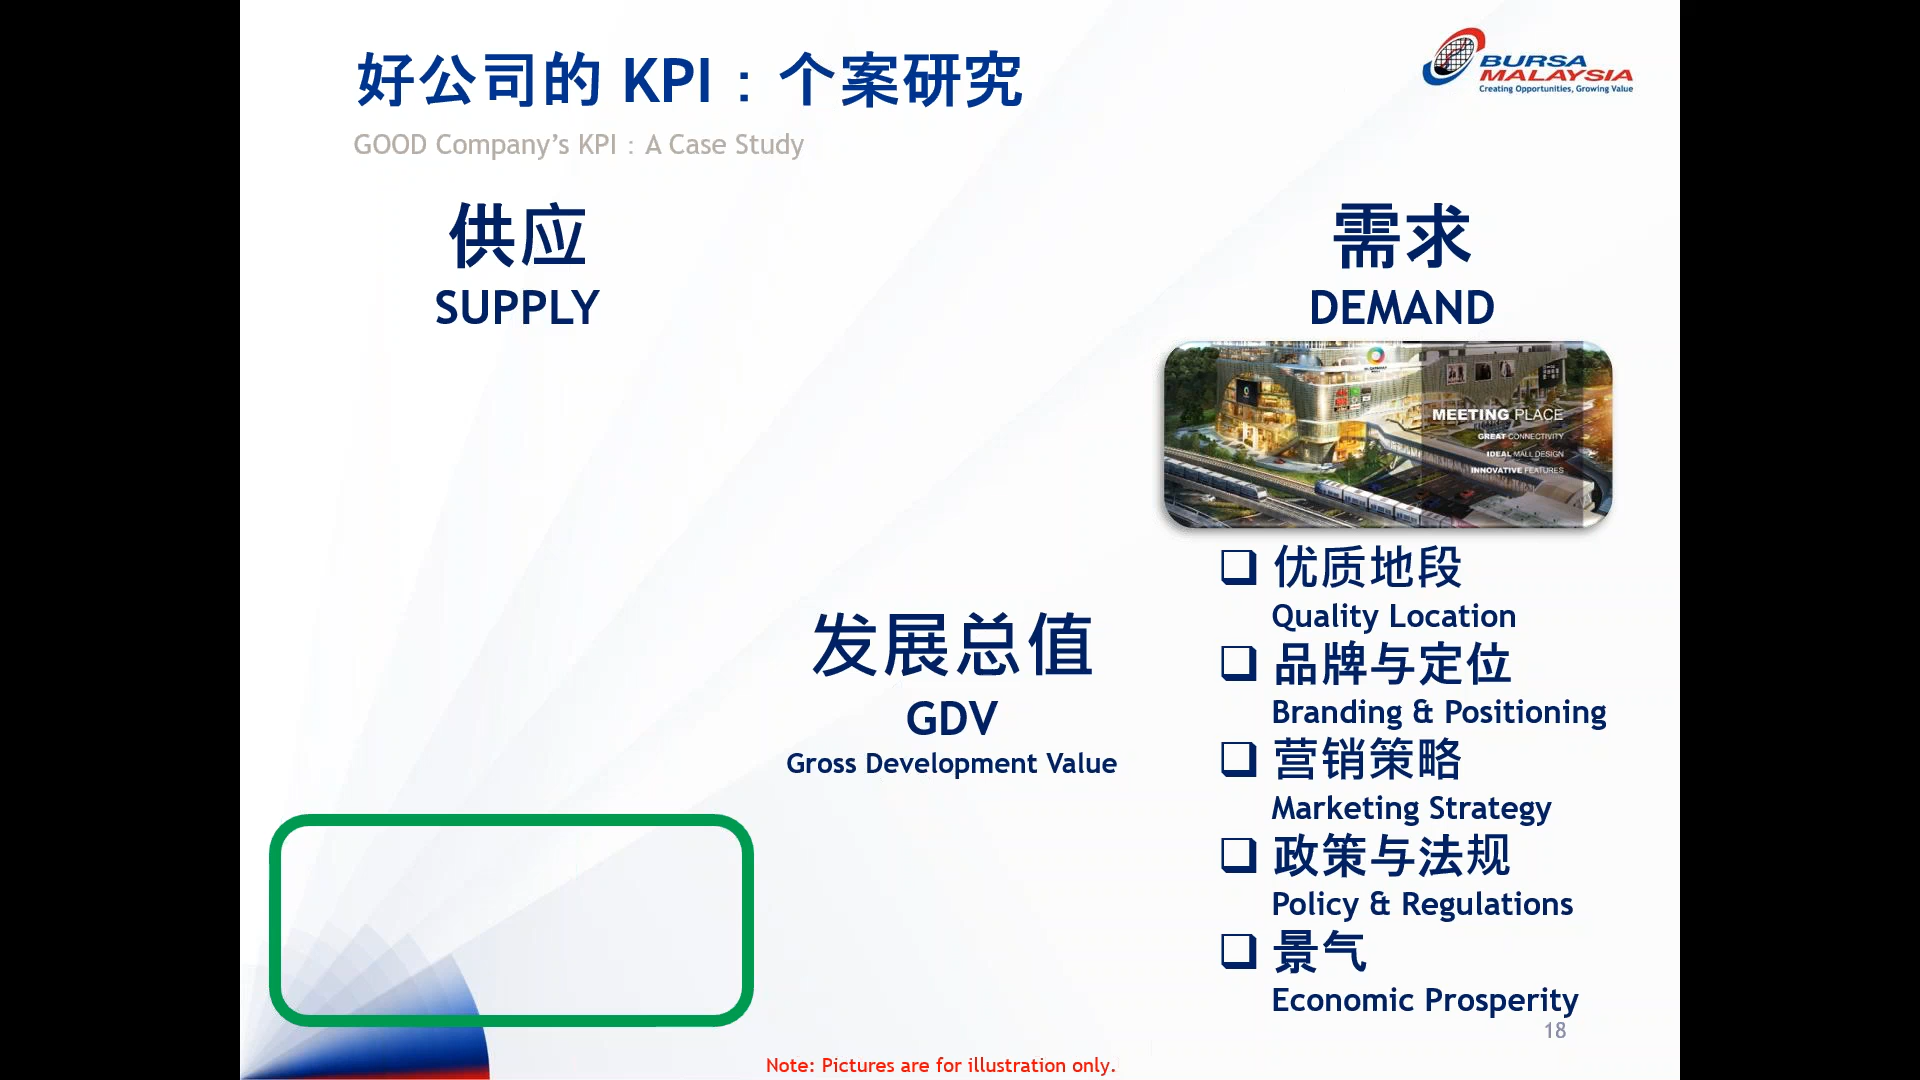 好公司的 KPI：个案研究
GOOD Company’s KPI : A Case Study
BURSA
MALAYSIA
Creating Opportunities, Growing Value
供应
SUPPLY
需求
DEMAND
MEETING PLACE
GREAT CONNECTIVITY
IDEAL MALL DESIGN
INNOVATIVE FEATURES
发展总值
GDV
Gross Development Value
❑ 优质地段
Quality Location
❑ 品牌与定位
Branding & Positioning
❑ 营销策略
Marketing Strategy
❑ 政策与法规
Policy & Regulations
❑ 景气
Economic Prosperity
18
Note: Pictures are for illustration only.